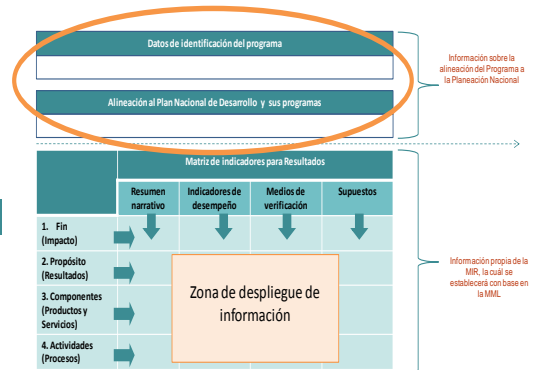 Datos de identificación del programa
Alineación al Plan Nacional de Desarrollo y sus programas
Información sobre la
alineación del Programa a
la Planeación Nacional
Matriz de indicadores para Resultados
Resumen
narrativo
Indicadores de
desempeño
Medios de
verificación
Supuestos
1. Fin
(Impacto)
2. Propósito
(Resultados)
3. Componentes
(Productos y
Servicios)
4. Actividades
(Procesos)
Zona de despliegue de
información
Información propia de la
MIR, la cuál se
establecerá con base en
la MML